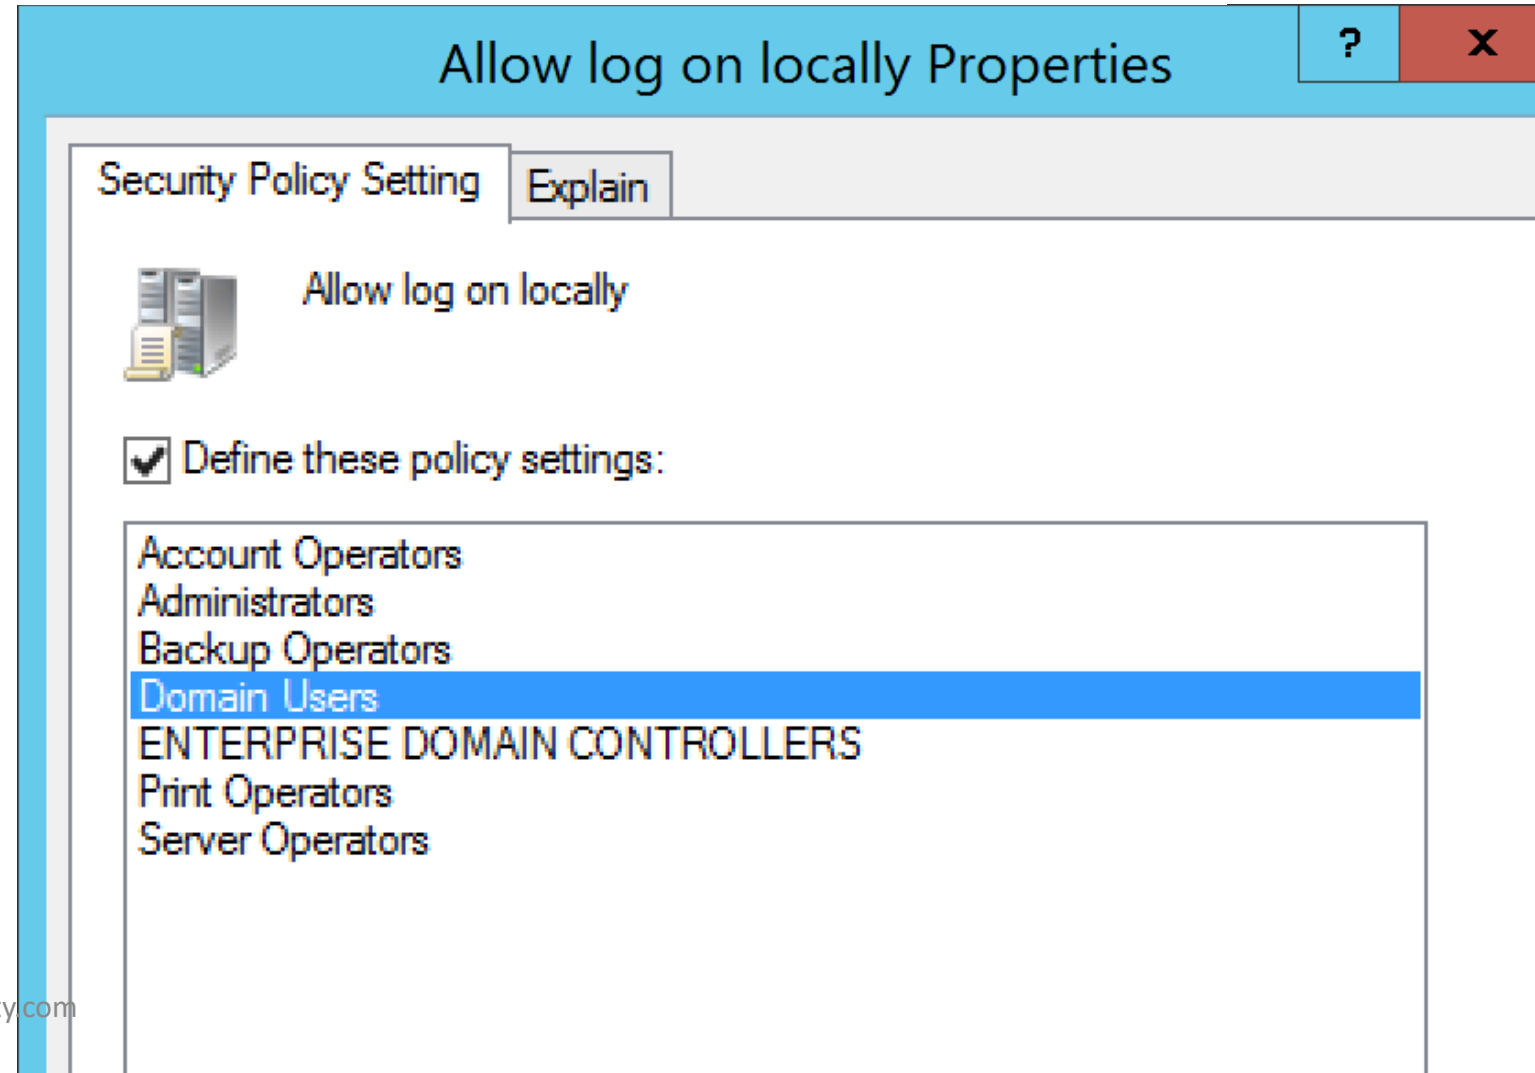 Allow log on locally Properties
? x
Security Policy Setting Explain
Allow log on locally
Define these policy settings:
Account Operators
Administrators
Backup Operators
Domain Users
ENTERPRISE DOMAIN CONTROLLERS
Print Operators
Server Operators
y.com